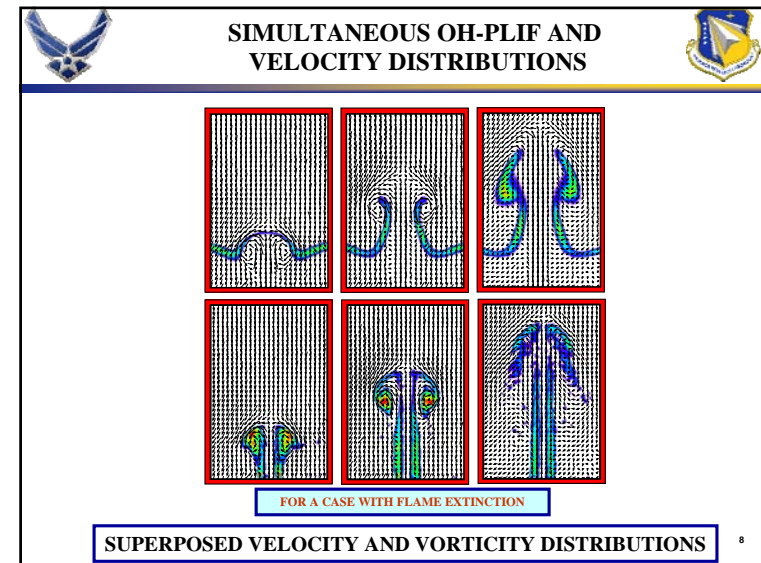 SIMULTANEOUS OH-PLIF AND
VELOCITY DISTRIBUTIONS
FOR A CASE WITH FLAME EXTINCTION
SUPERPOSED VELOCITY AND VORTICITY DISTRIBUTIONS
8